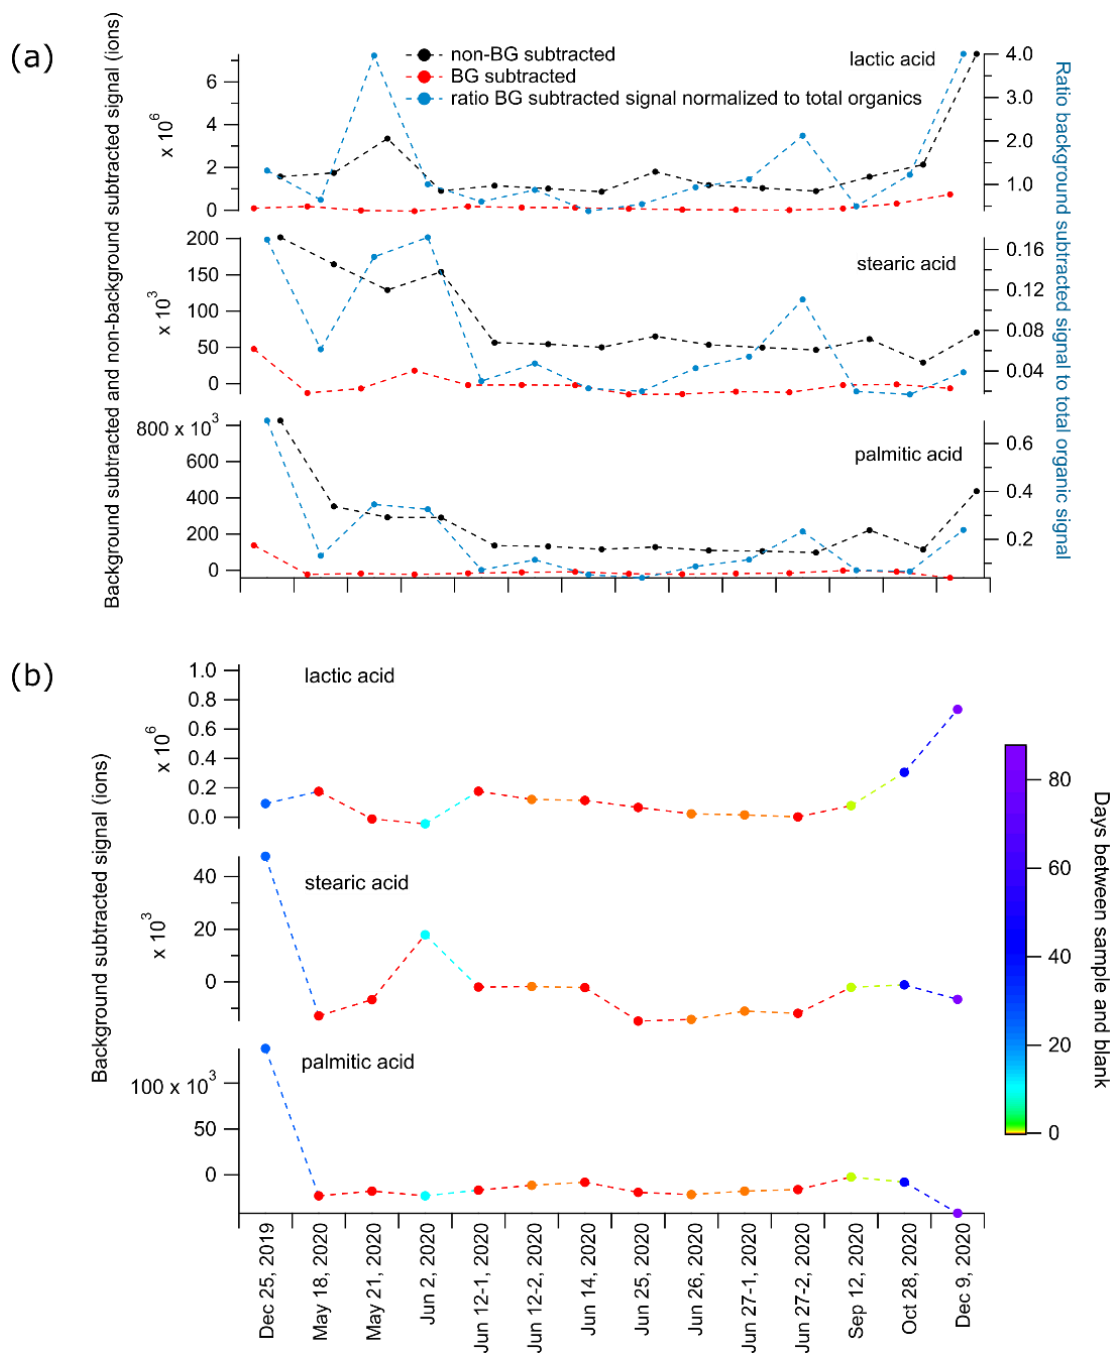 (a)
non-BG subtracted
BG subtracted
ratio BG subtracted signal normalized to total organics
lactic acid
Background subtracted and non-background subtracted signal (ions)
x 10^6
6
4
2
0
4.0
3.0
2.0
1.0
Ratio background subtracted signal to total organic signal
stearic acid
x 10^3
200
150
100
50
0
0.16
0.12
0.08
0.04
palmitic acid
800 x 10^3
600
400
200
0
0.6
0.4
0.2
(b)
lactic acid
Background subtracted signal (ions)
x 10^6
1.0
0.8
0.6
0.4
0.2
0.0
stearic acid
x 10^3
40
20
0
palmitic acid
100 x 10^3
50
0
80
60
40
20
0
Days between sample and blank
Dec 25, 2019
May 18, 2020
May 21, 2020
Jun 2, 2020
Jun 12-1, 2020
Jun 12-2, 2020
Jun 14, 2020
Jun 25, 2020
Jun 26, 2020
Jun 27-1, 2020
Jun 27-2, 2020
Sep 12, 2020
Oct 28, 2020
Dec 9, 2020